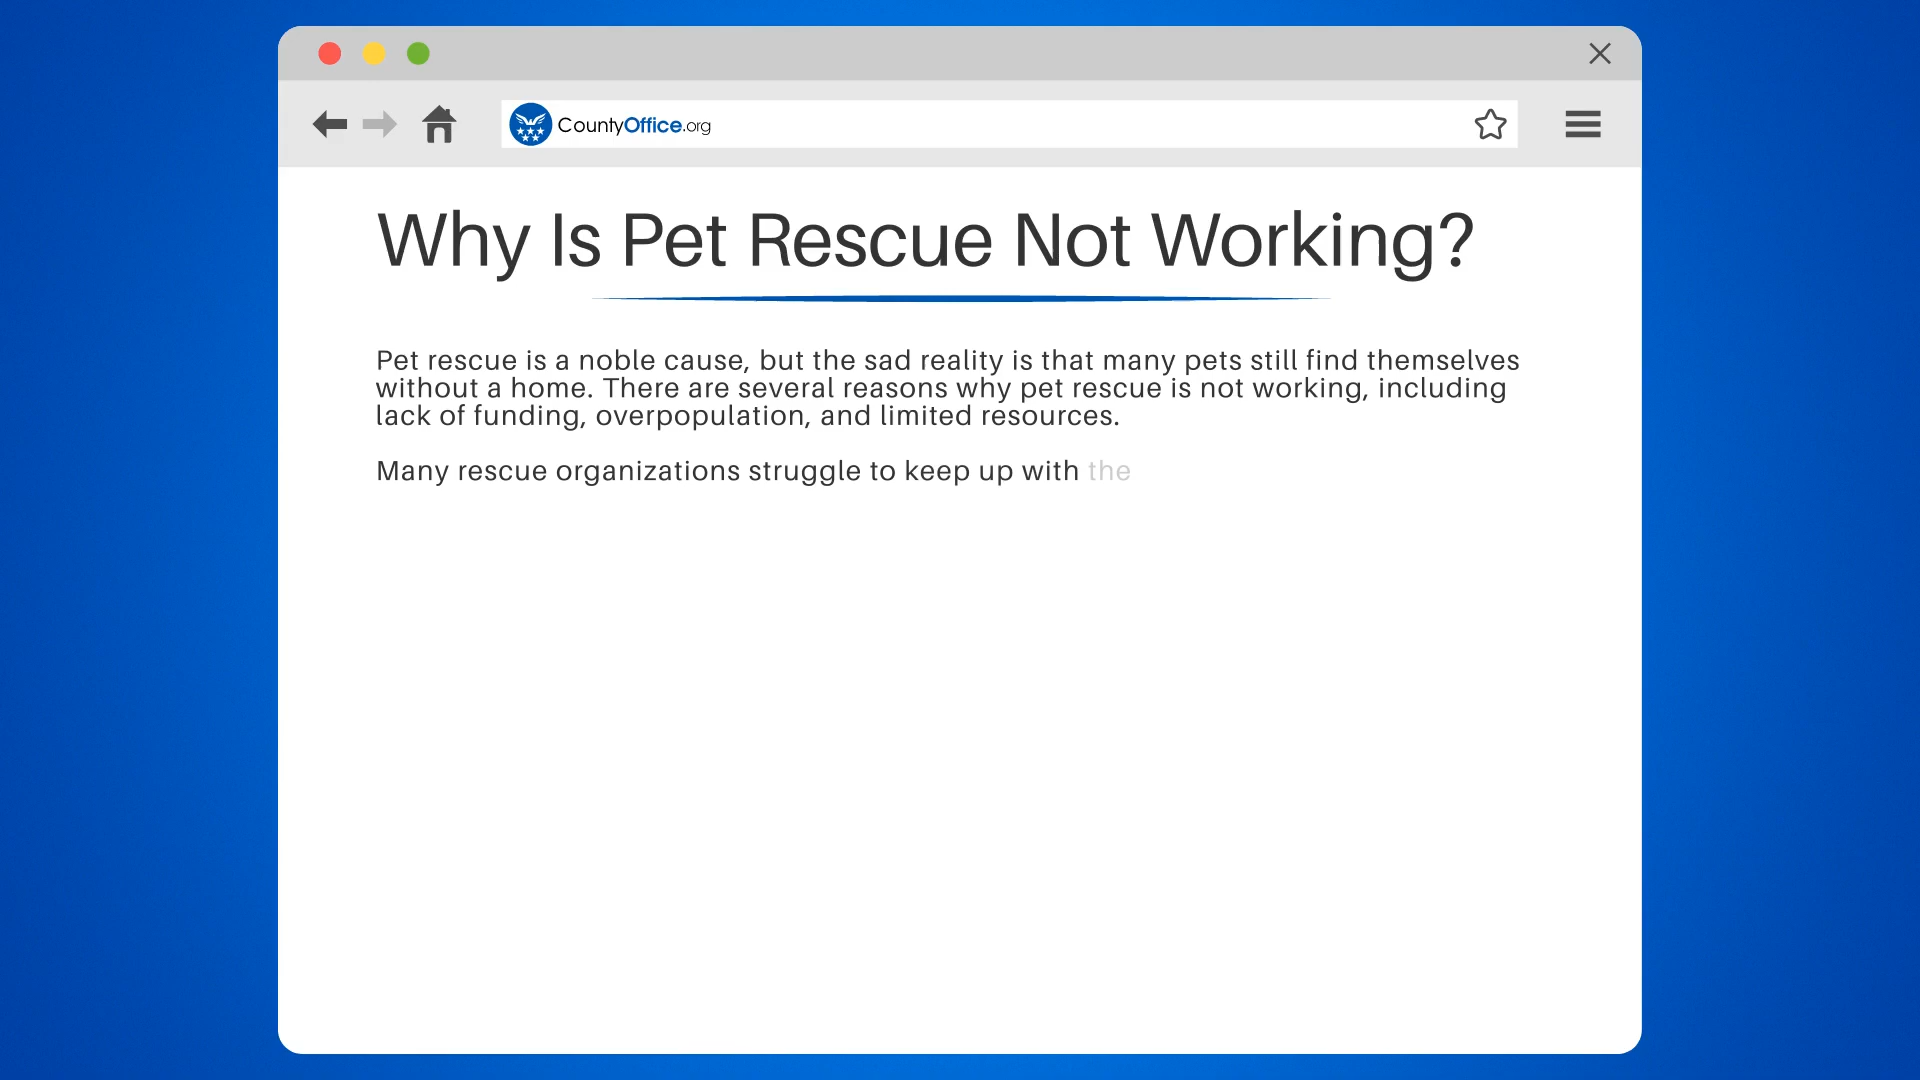 CountyOffice.org
Why Is Pet Rescue Not Working?
Pet rescue is a noble cause, but the sad reality is that many pets still find themselves
without a home. There are several reasons why pet rescue is not working, including
lack of funding, overpopulation, and limited resources.
Many rescue organizations struggle to keep up with the